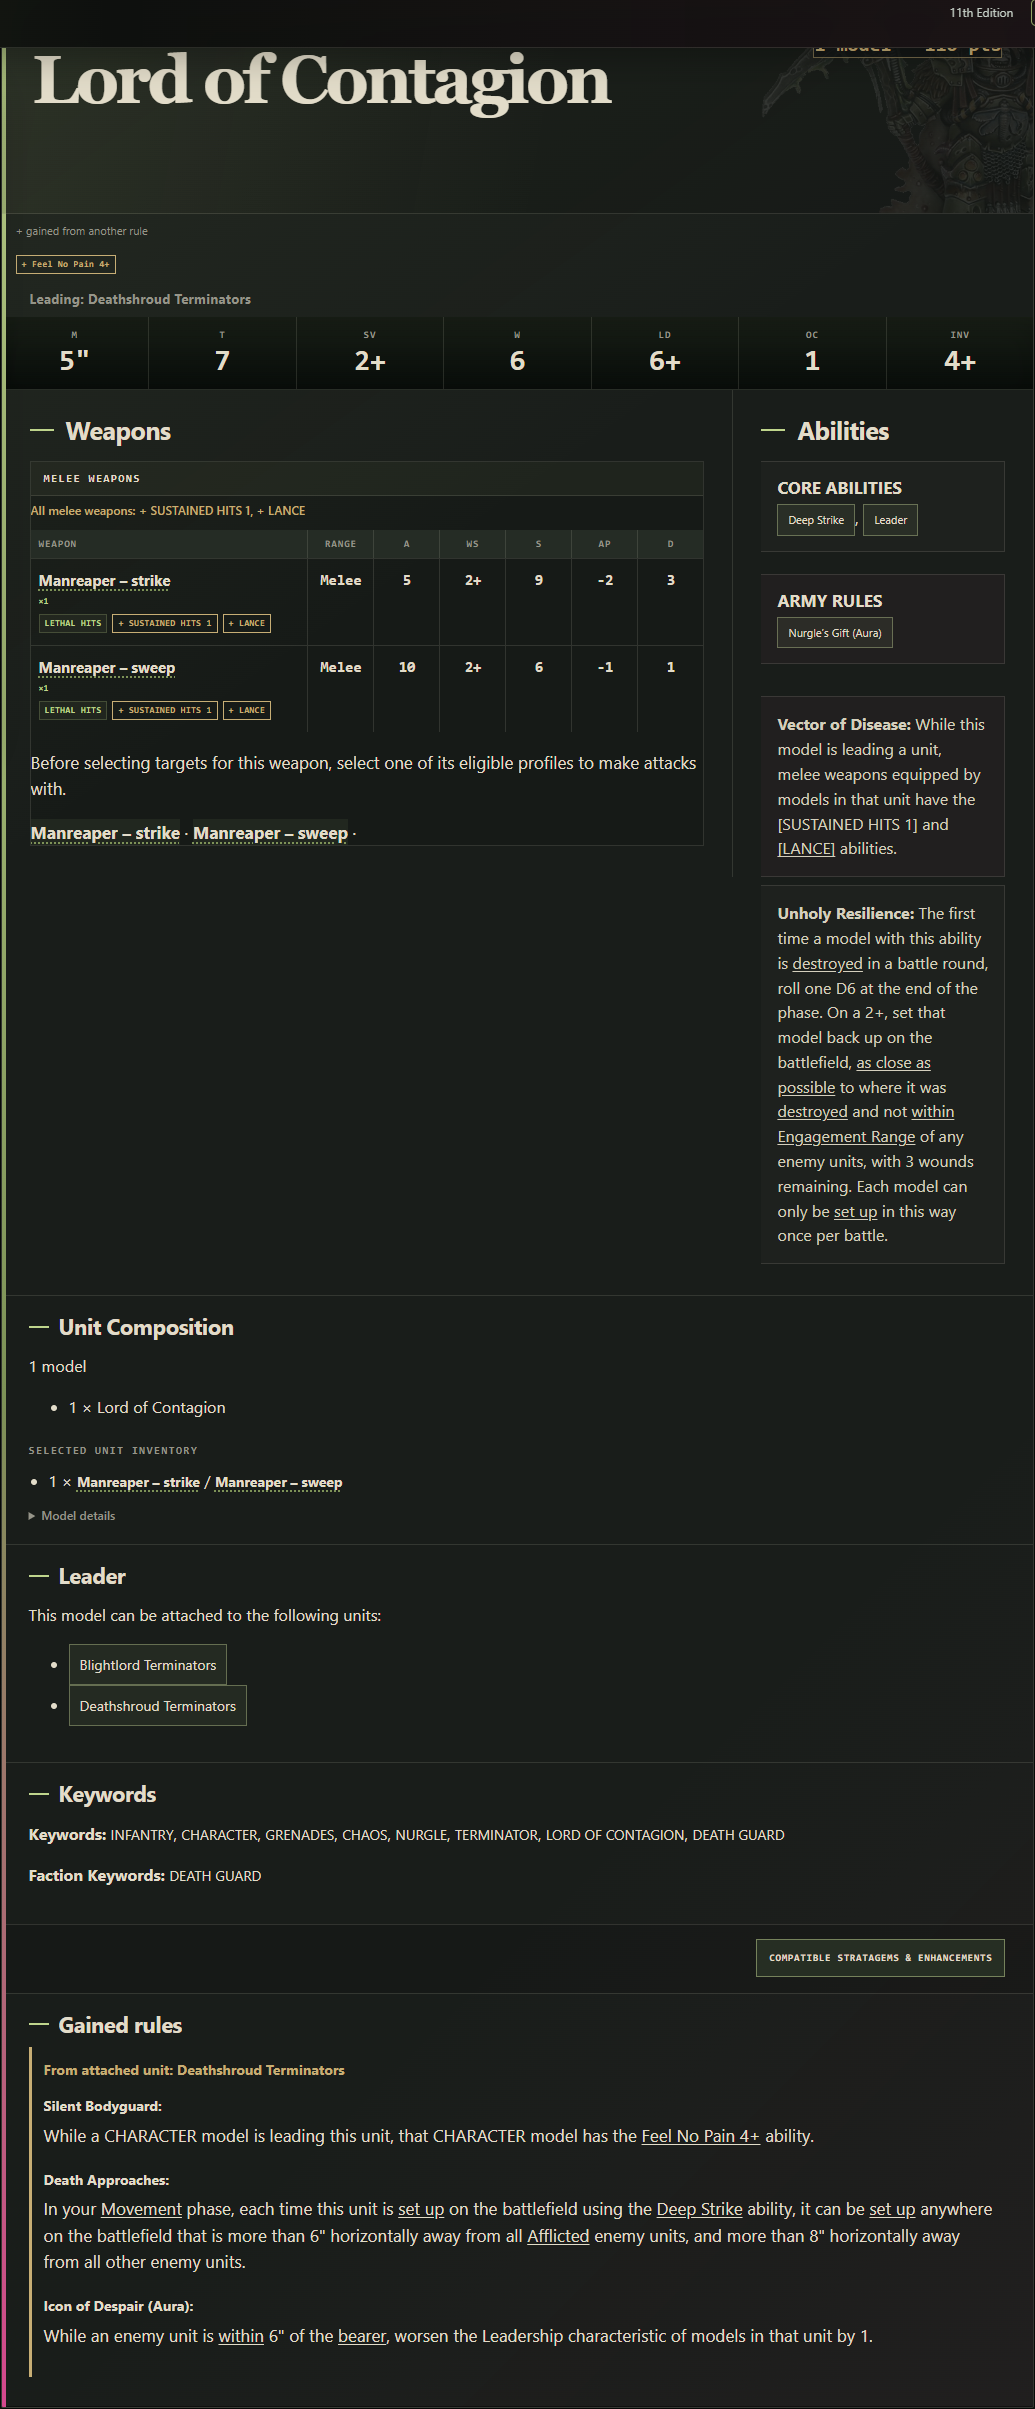 11th Edition
1 model 110 pts
Lord of Contagion
+ gained from another rule
+ Feel No Pain 4+
Leading: Deathshroud Terminators
M
5"
T
7
SV
2+
W
6
LD
6+
OC
1
INV
4+
Weapons
MELEE WEAPONS
All melee weapons: + SUSTAINED HITS 1, + LANCE
WEAPON RANGE A WS S AP D
Manreaper – strike Melee 5 2+ 9 -2 3
×1
LETHAL HITS + SUSTAINED HITS 1 + LANCE
Manreaper – sweep Melee 10 2+ 6 -1 1
×1
LETHAL HITS + SUSTAINED HITS 1 + LANCE
Before selecting targets for this weapon, select one of its eligible profiles to make attacks
with.
Manreaper – strike · Manreaper – sweep ·
Abilities
CORE ABILITIES
Deep Strike, Leader
ARMY RULES
Nurgle's Gift (Aura)
Vector of Disease: While this
model is leading a unit,
melee weapons equipped by
models in that unit have the
[SUSTAINED HITS 1] and
[LANCE] abilities.
Unholy Resilience: The first
time a model with this ability
is destroyed in a battle round,
roll one D6 at the end of the
phase. On a 2+, set that
model back up on the
battlefield, as close as
possible to where it was
destroyed and not within
Engagement Range of any
enemy units, with 3 wounds
remaining. Each model can
only be set up in this way
once per battle.
Unit Composition
1 model
• 1 × Lord of Contagion
SELECTED UNIT INVENTORY
• 1 × Manreaper – strike / Manreaper – sweep
▶ Model details
Leader
This model can be attached to the following units:
• Blightlord Terminators
• Deathshroud Terminators
Keywords
Keywords: INFANTRY, CHARACTER, GRENADES, CHAOS, NURGLE, TERMINATOR, LORD OF CONTAGION, DEATH GUARD
Faction Keywords: DEATH GUARD
COMPATIBLE STRATAGEMS & ENHANCEMENTS
Gained rules
From attached unit: Deathshroud Terminators
Silent Bodyguard:
While a CHARACTER model is leading this unit, that CHARACTER model has the Feel No Pain 4+ ability.
Death Approaches:
In your Movement phase, each time this unit is set up on the battlefield using the Deep Strike ability, it can be set up anywhere
on the battlefield that is more than 6" horizontally away from all Afflicted enemy units, and more than 8" horizontally away
from all other enemy units.
Icon of Despair (Aura):
While an enemy unit is within 6" of the bearer, worsen the Leadership characteristic of models in that unit by 1.